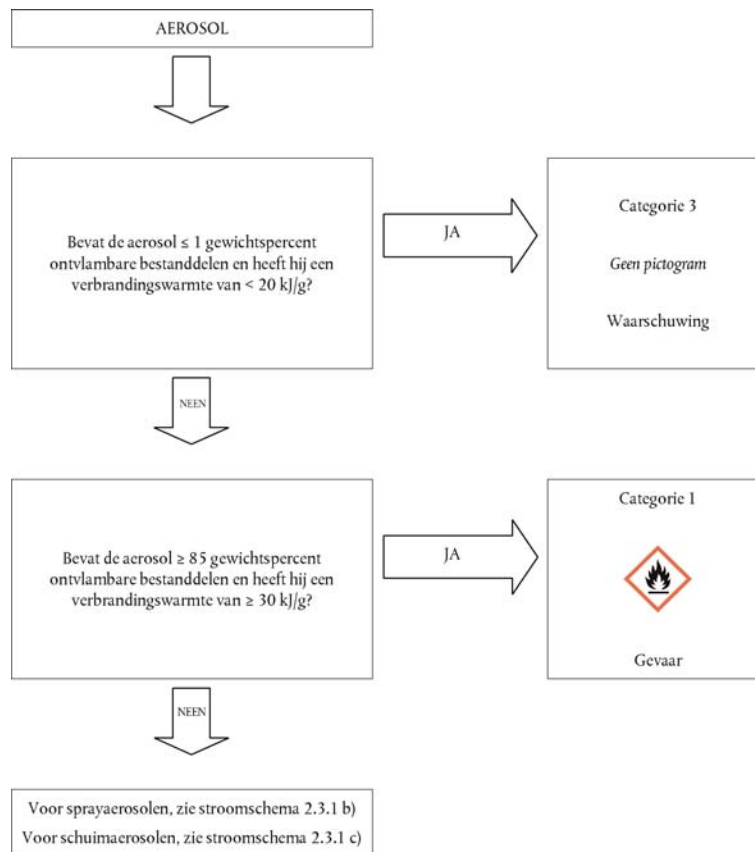 AEROSOL
Bevat de aerosol ≤ 1 gewichtspercent
ontvlambare bestanddelen en heeft hij een
verbrandingswarmte van < 20 kJ/g?
JA
Categorie 3
Geen pictogram
Waarschuwing
NEEN
Bevat de aerosol ≥ 85 gewichtspercent
ontvlambare bestanddelen en heeft hij een
verbrandingswarmte van ≥ 30 kJ/g?
JA
Categorie 1
Gevaar
NEEN
Voor sprayaerosolen, zie stroomschema 2.3.1 b)
Voor schuimaerosolen, zie stroomschema 2.3.1 c)